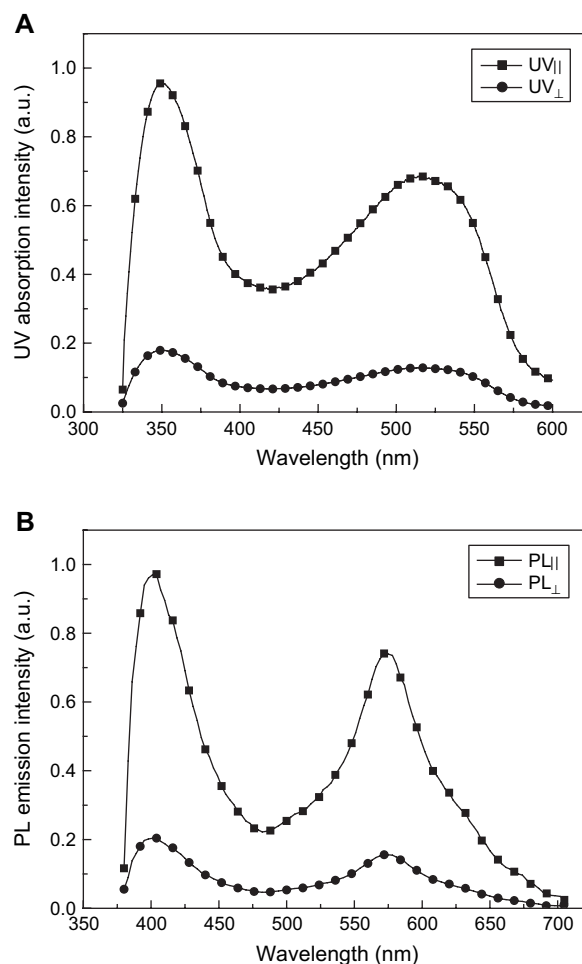 A
UV absorption intensity (a.u.)
1.0
0.8
0.6
0.4
0.2
0.0
UV||
UV⊥
300 350 400 450 500 550 600
Wavelength (nm)
B
PL emission intensity (a.u.)
1.0
0.8
0.6
0.4
0.2
0.0
PL||
PL⊥
350 400 450 500 550 600 650 700
Wavelength (nm)